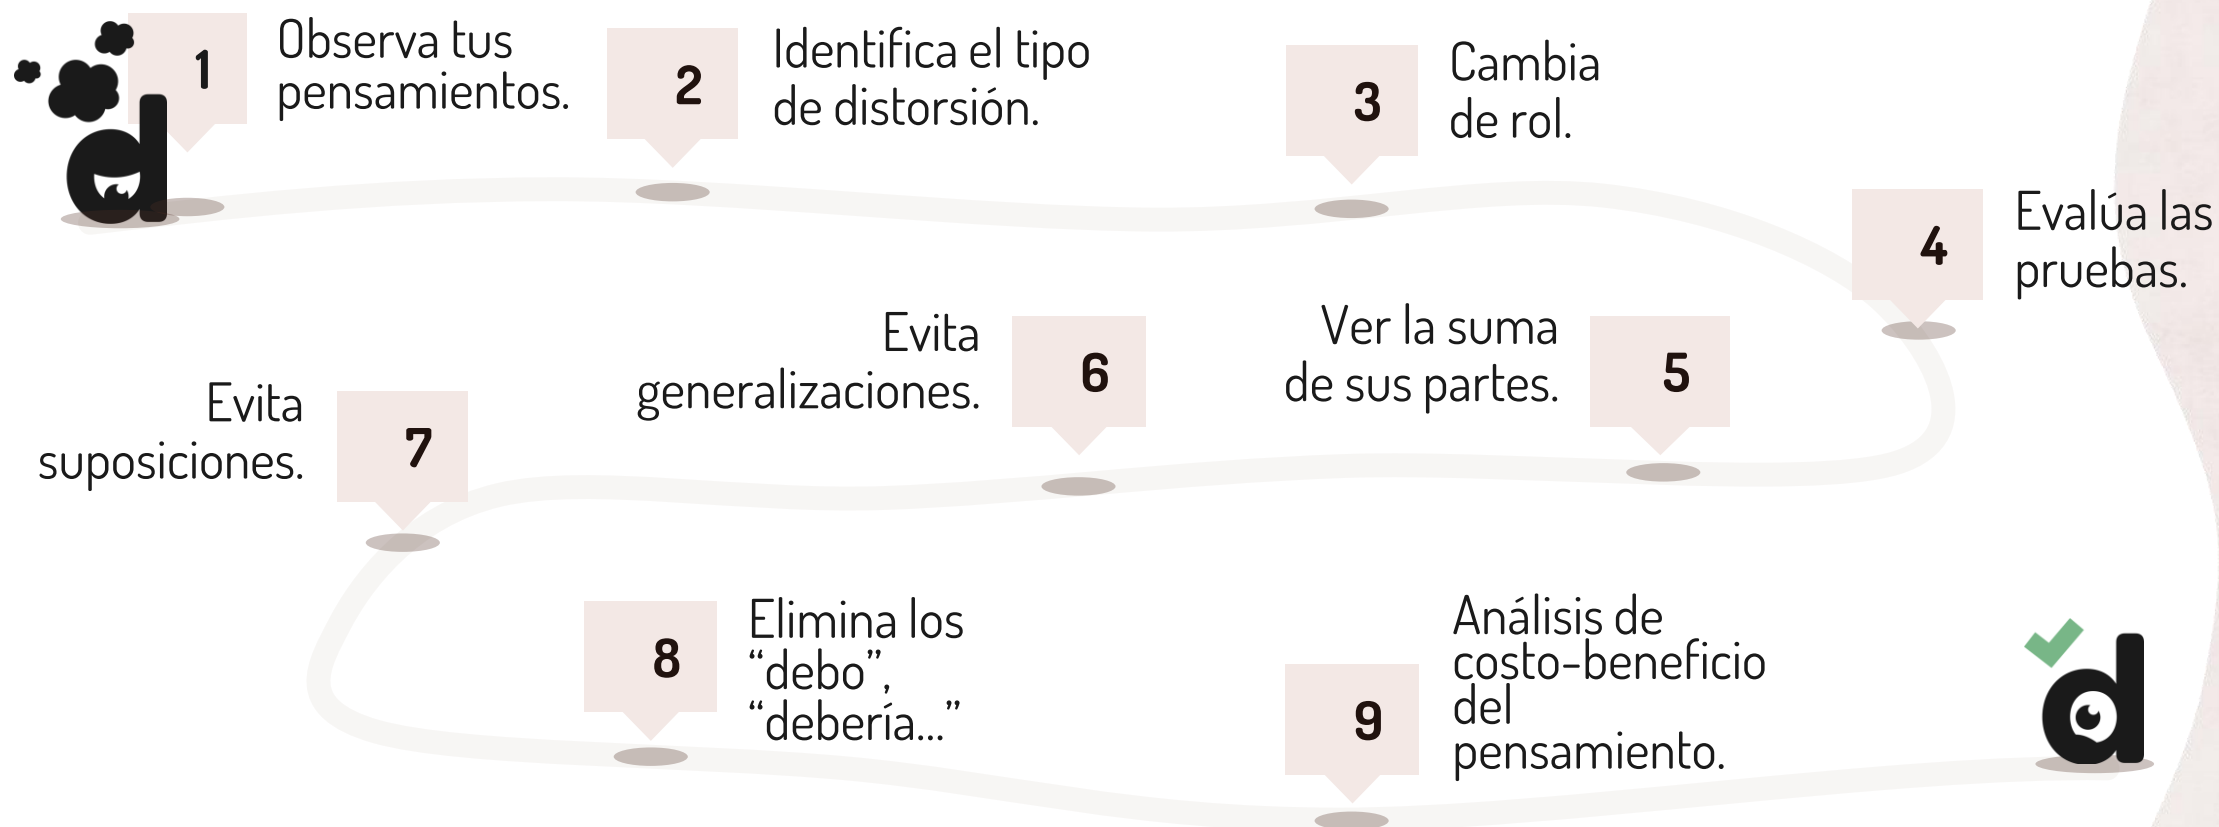 1
Observa tus
pensamientos.
2
Identifica el tipo
de distorsión.
3
Cambia
de rol.
4
Evalúa las
pruebas.
5
Ver la suma
de sus partes.
6
Evita
generalizaciones.
7
Evita
suposiciones.
8
Elimina los
“debo”,
“debería...”
9
Análisis de
costo-beneficio
del
pensamiento.